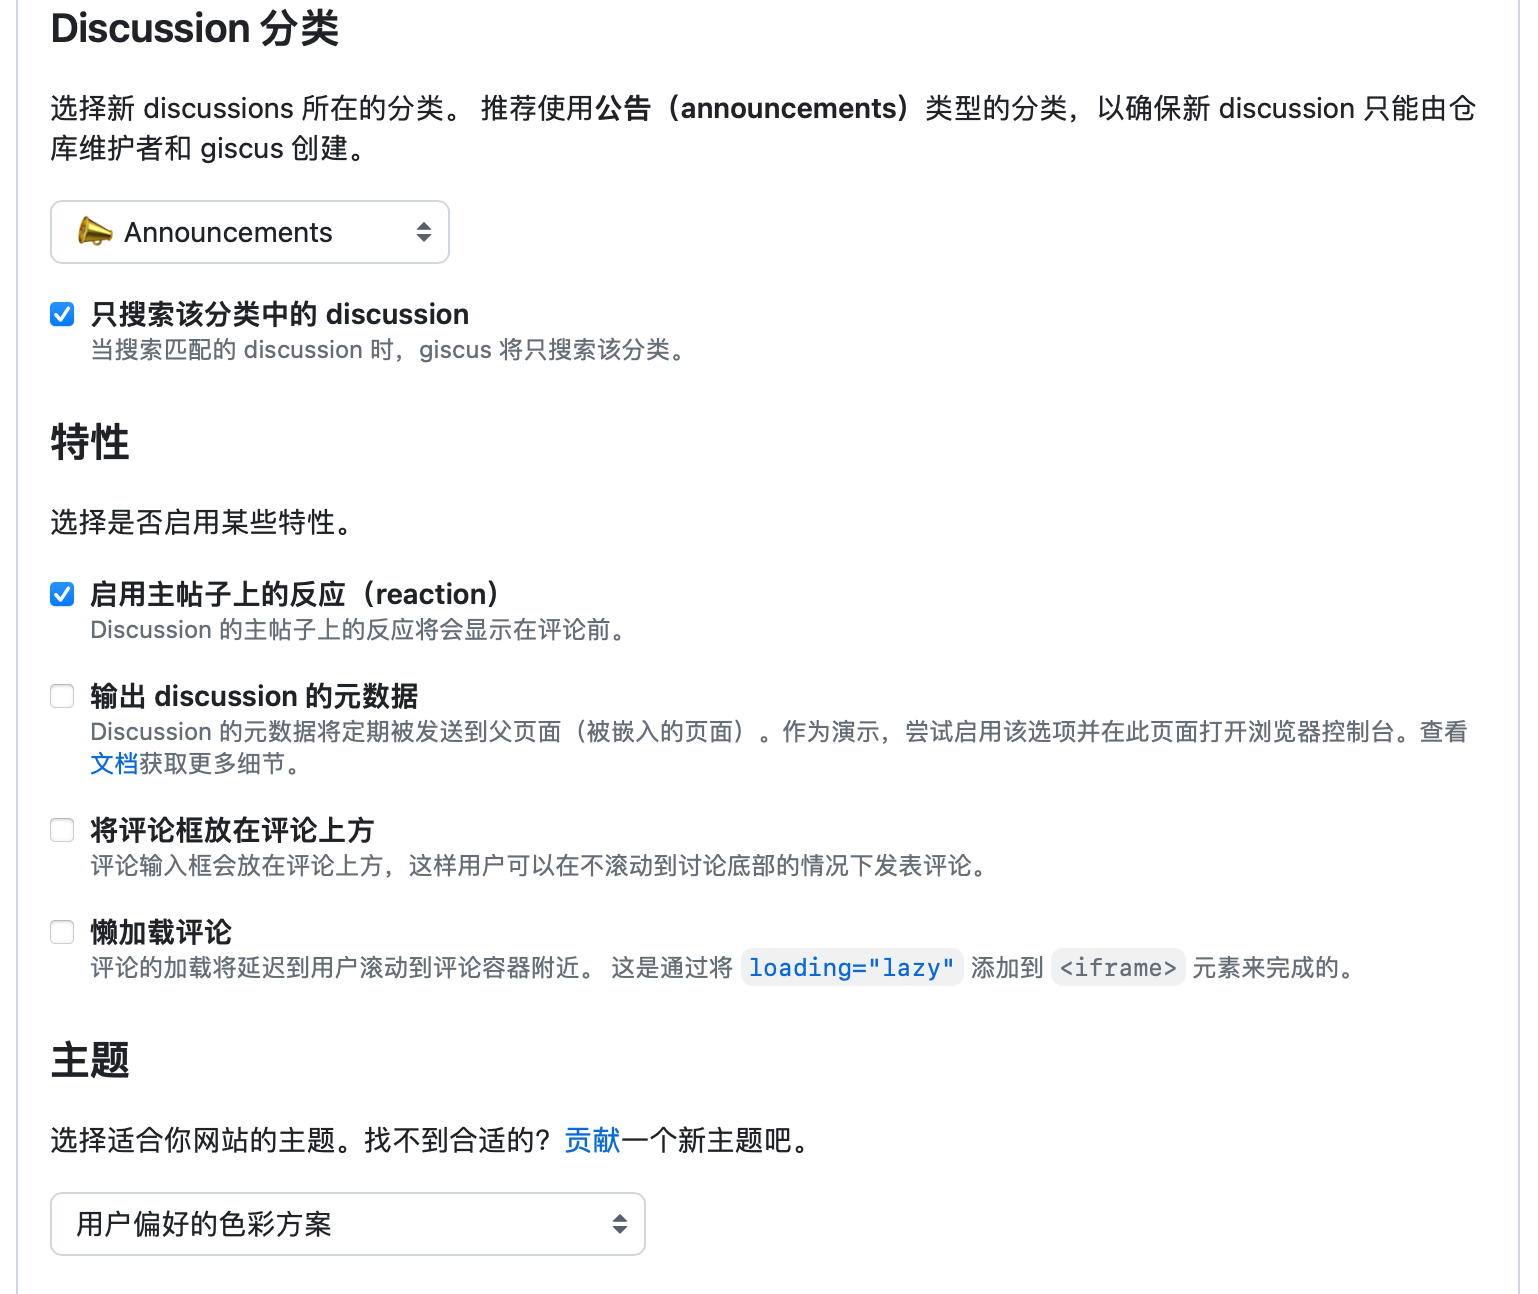 Discussion 分类
选择新 discussions 所在的分类。 推荐使用公告（announcements）类型的分类，以确保新 discussion 只能由仓
库维护者和 giscus 创建。
Announcements
只搜索该分类中的 discussion
当搜索匹配的 discussion 时，giscus 将只搜索该分类。
特性
选择是否启用某些特性。
启用主帖子上的反应（reaction）
Discussion 的主帖子上的反应将会显示在评论前。
输出 discussion 的元数据
Discussion 的元数据将定期被发送到父页面（被嵌入的页面）。作为演示，尝试启用该选项并在此页面打开浏览器控制台。查看
文档获取更多细节。
将评论框放在评论上方
评论输入框会放在评论上方，这样用户可以在不滚动到讨论底部的情况下发表评论。
懒加载评论
评论的加载将延迟到用户滚动到评论容器附近。 这是通过将 loading="lazy" 添加到 <iframe> 元素来完成的。
主题
选择适合你网站的主题。找不到合适的？贡献一个新主题吧。
用户偏好的色彩方案